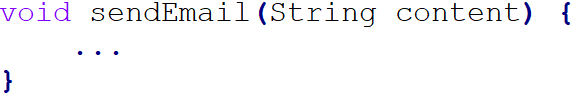 void sendEmail(String content) {
    ...
}